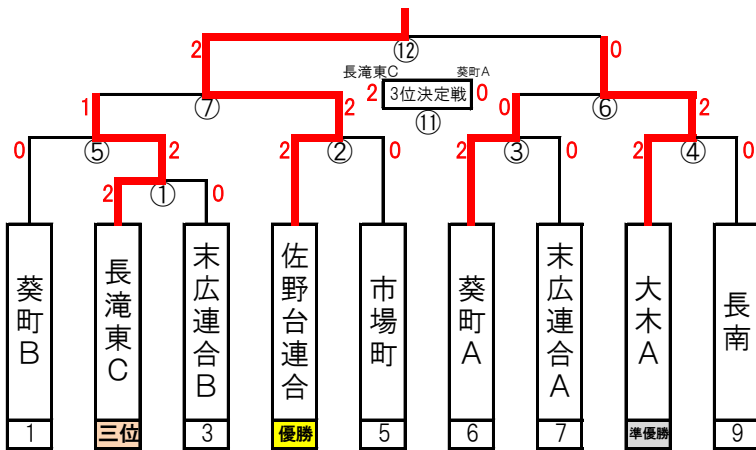 2 ⑫ 0
長滝東C 葵町A
2 3位決定戦 0
1 ⑦ 2 ⑪ 0 ⑥ 2
0 ⑤ 2 2 ② 0 2 ③ 0 2 ④ 0
2 ① 0
葵町B
長滝東C
末広連合B
佐野台連合
市場町
葵町A
末広連合A
大木A
長南
1 三位 3 優勝 5 6 7 準優勝 9